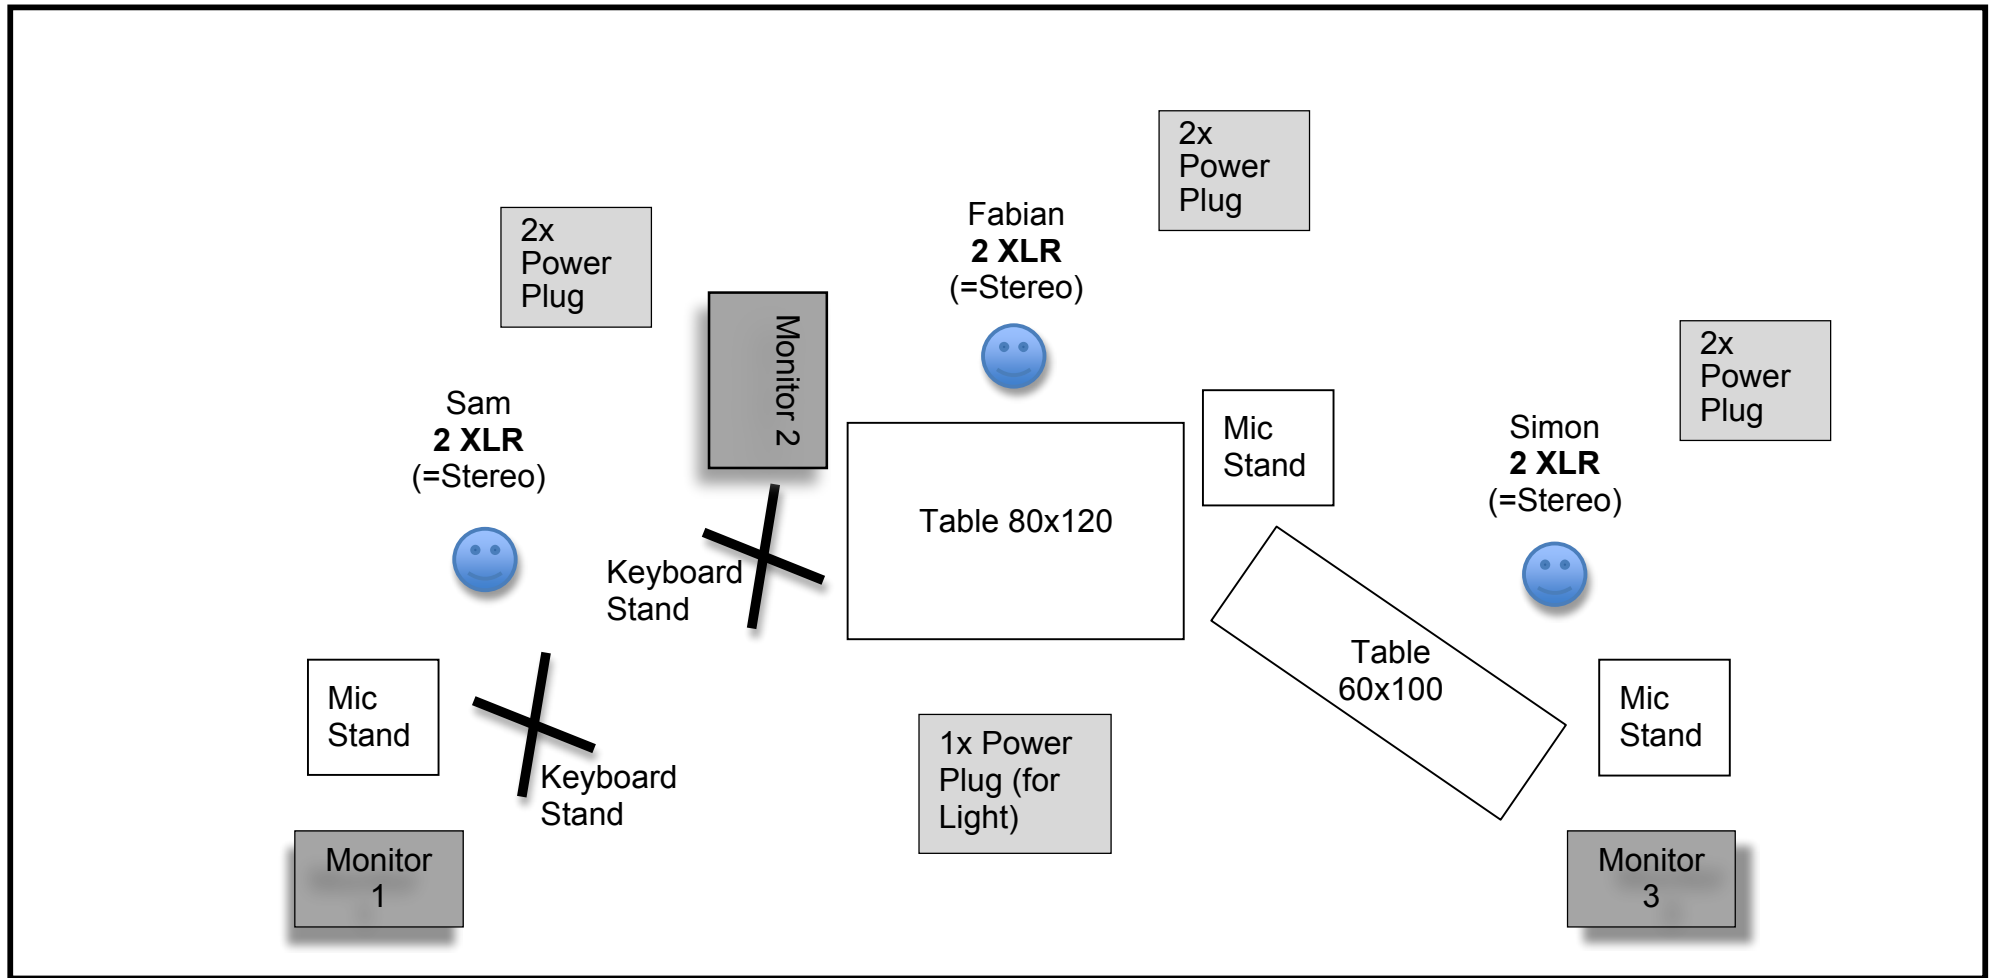 2x
Power
Plug
2x
Power
Plug
Fabian
2 XLR
(=Stereo)
Monitor 2
2x
Power
Plug
Sam
2 XLR
(=Stereo)
Mic
Stand
Simon
2 XLR
(=Stereo)
Table 80x120
Keyboard
Stand
Table
60x100
Mic
Stand
Mic
Stand
Keyboard
Stand
1x Power
Plug (for
Light)
Monitor
1
Monitor
3